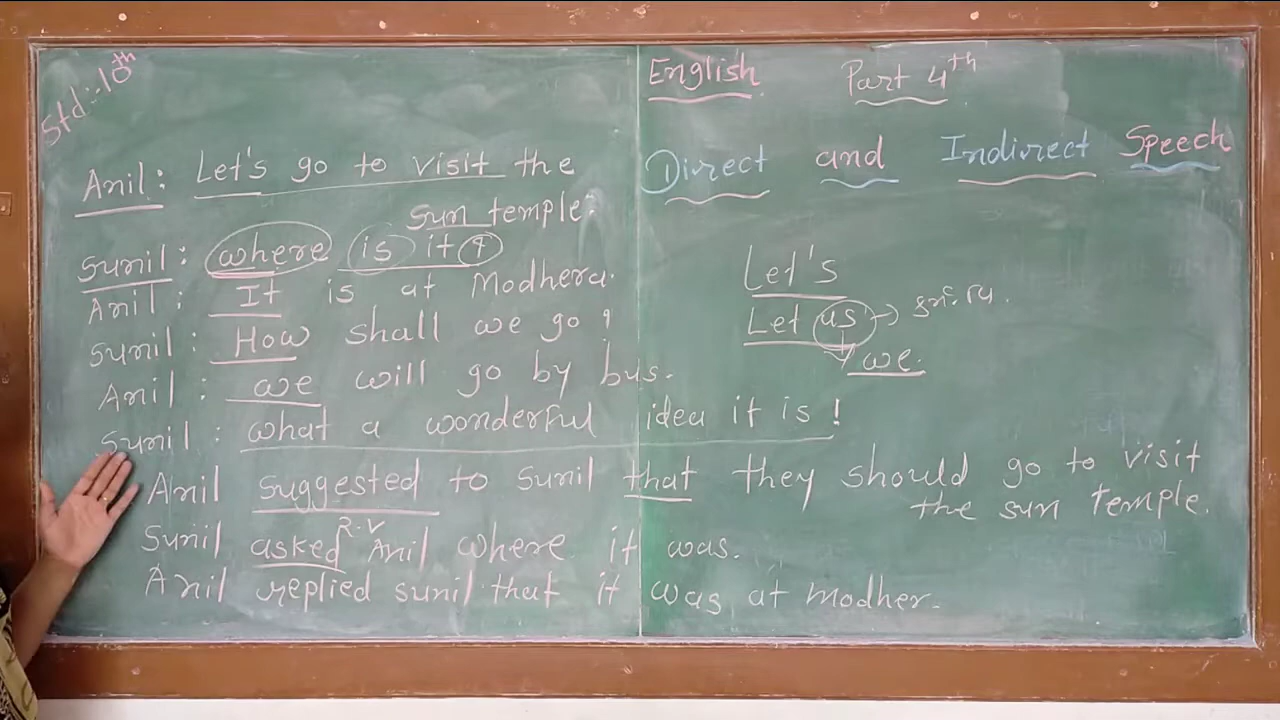 Std:-10th
English Part 4th
Direct and Indirect Speech
Anil: Let's go to visit the
sun temple.
Sunil: where is it?
Anil: It is at Modhera.
Sunil: How shall we go?
Anil: we will go by bus.
Sunil: what a wonderful idea it is!
Let's
Let us →
we.
Anil suggested to Sunil that they should go to visit
the sun temple.
R.V
Sunil asked Anil where it was.
Anil replied sunil that it was at modher.